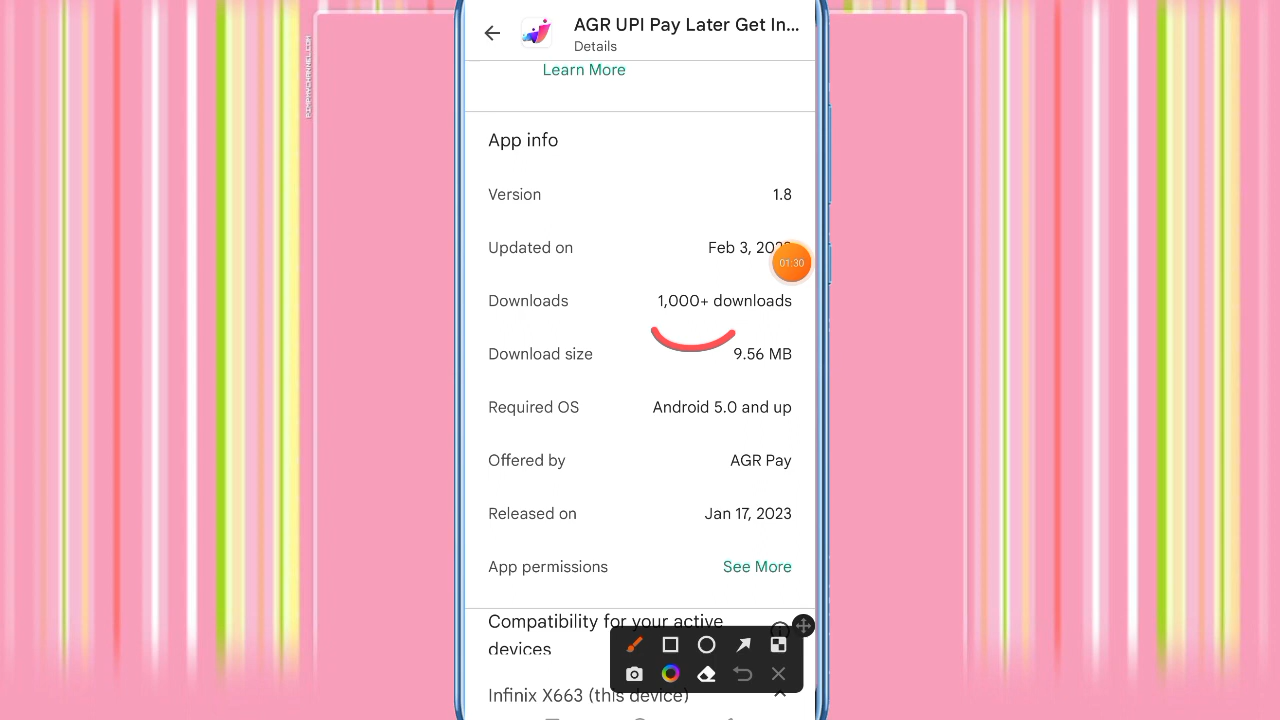 AGR UPI Pay Later Get In...
Details
Learn More
App info
Version 1.8
Updated on Feb 3, 202
01:30
Downloads 1,000+ downloads
Download size 9.56 MB
Required OS Android 5.0 and up
Offered by AGR Pay
Released on Jan 17, 2023
App permissions See More
Compatibility for your active
devices
Infinix X663 (this device)